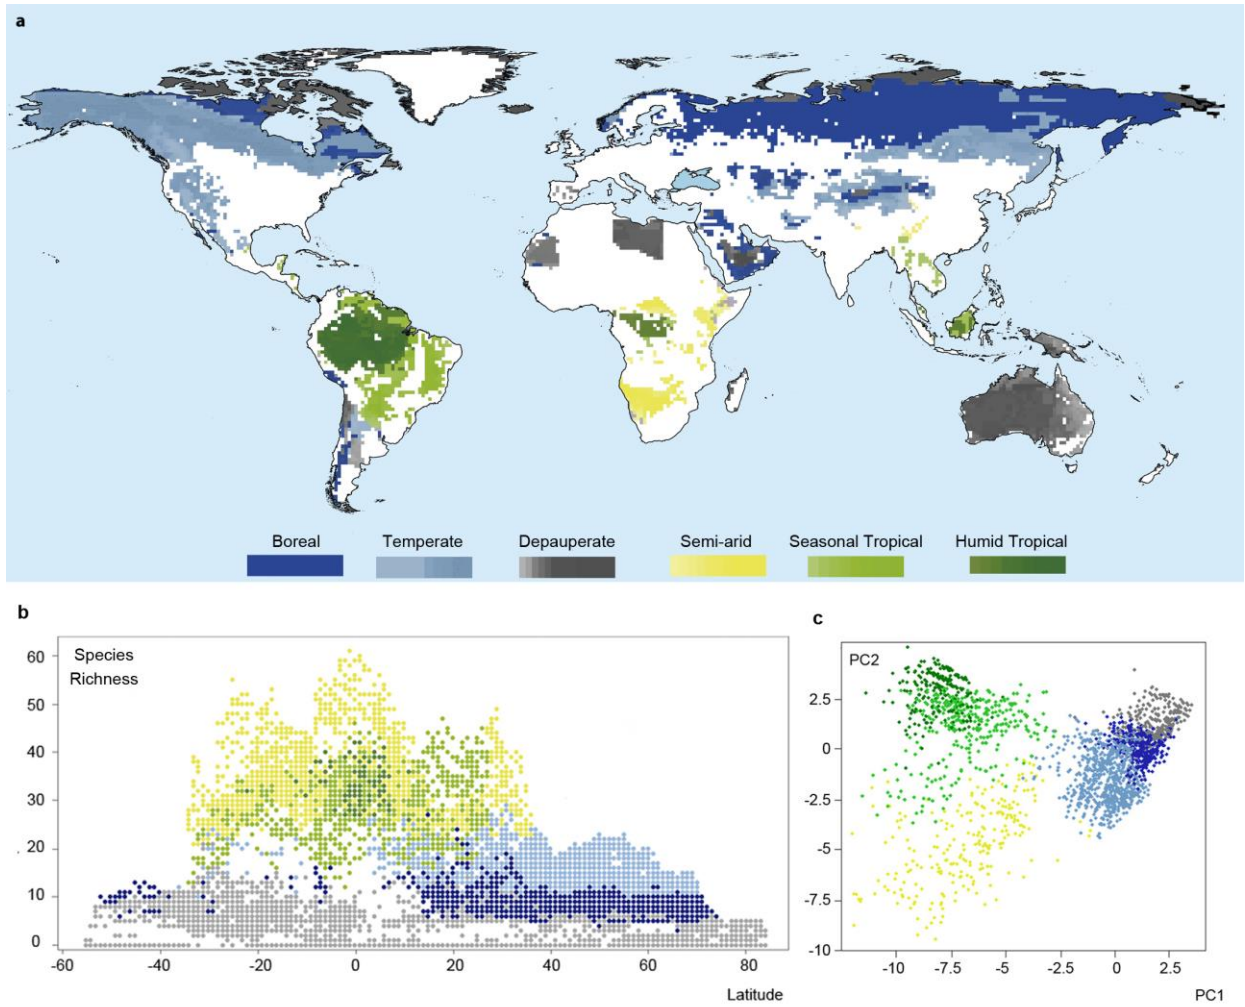 a
Boreal Temperate Depauperate Semi-arid Seasonal Tropical Humid Tropical
b
Species
Richness
60
50
40
30
20
10
0
-60 -40 -20 0 20 40 60 80
Latitude
c
PC2
2.5
0
-2.5
-5
-7.5
-10
-10 -7.5 -5 -2.5 0 2.5
PC1